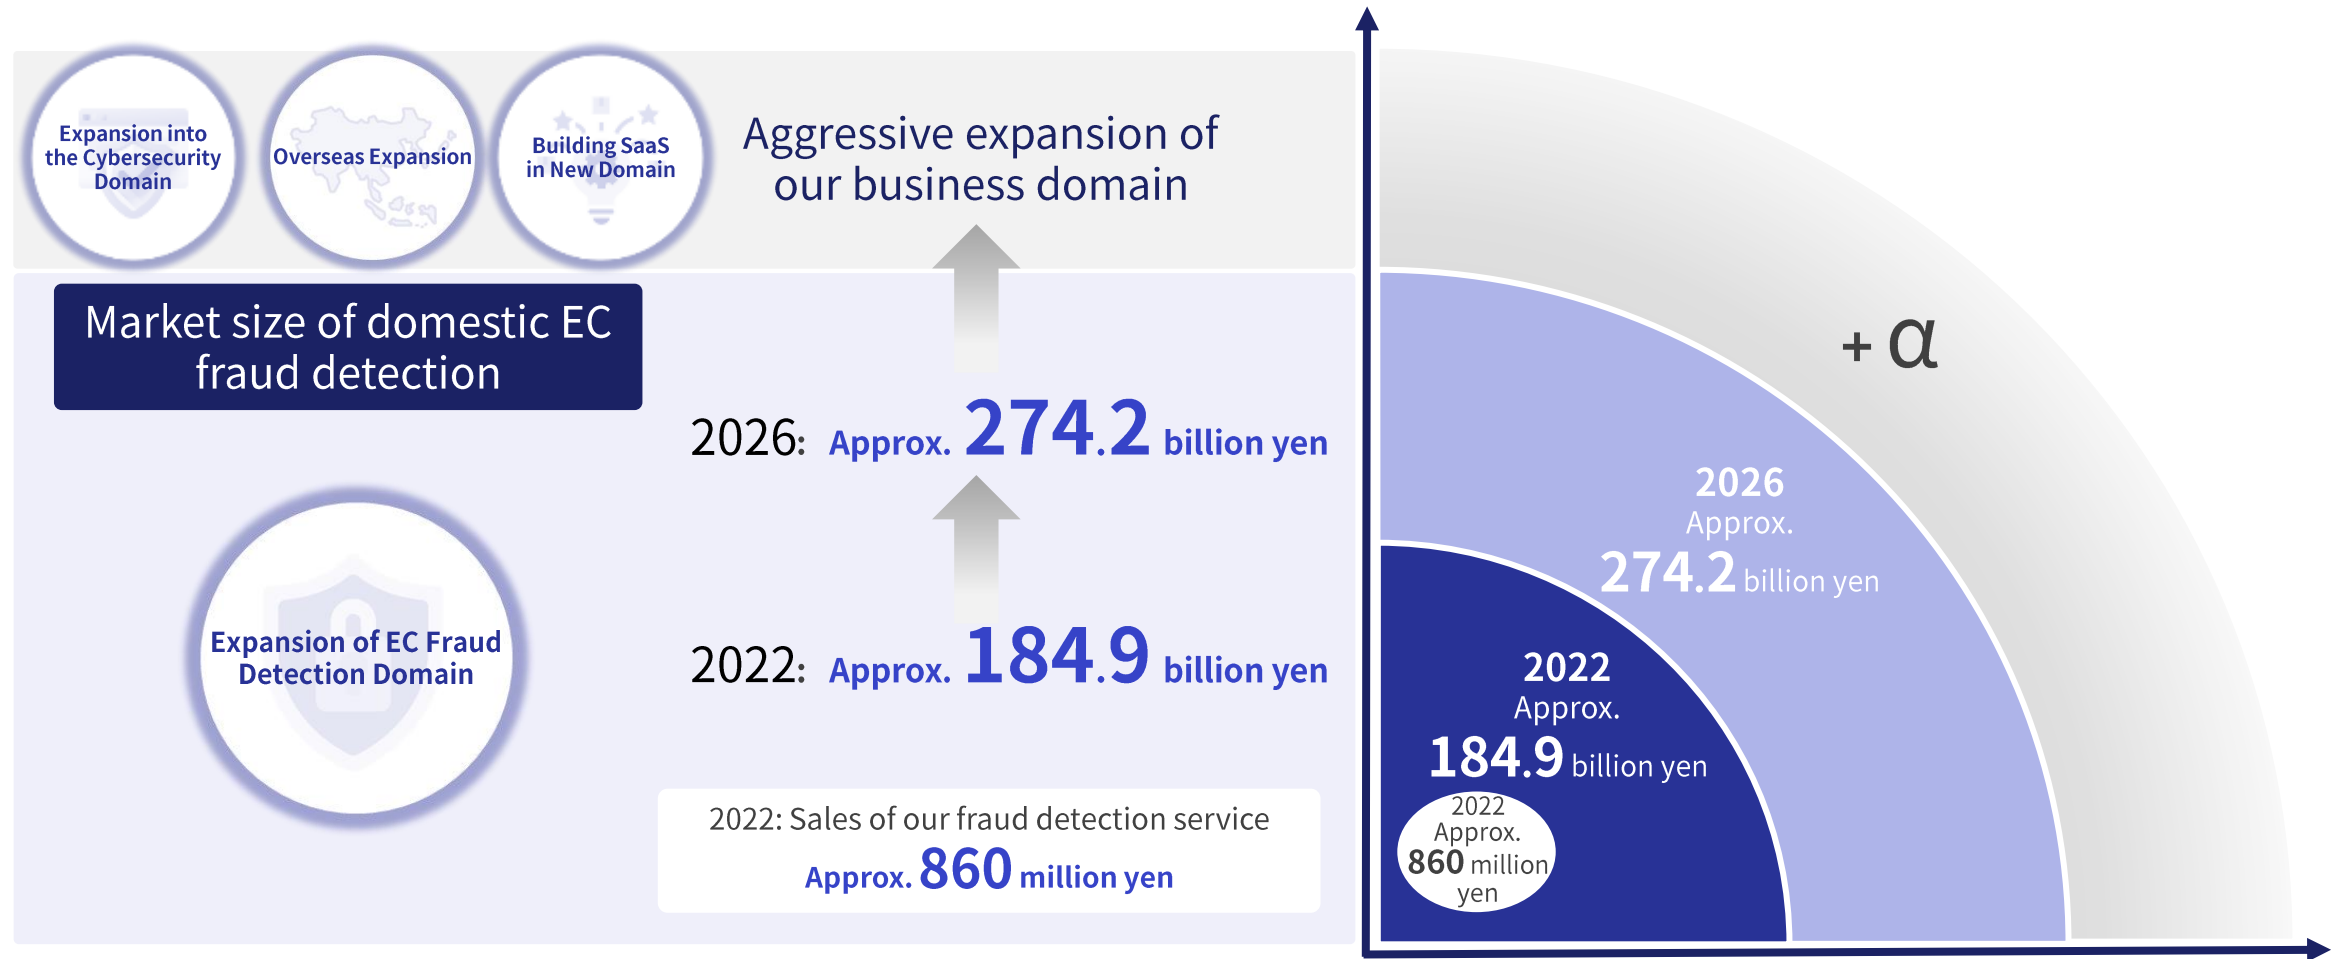 Expansion into
the Cybersecurity
Domain
Overseas Expansion
Building SaaS
in New Domain
Aggressive expansion of
our business domain
Market size of domestic EC
fraud detection
2026: Approx. 274.2 billion yen
Expansion of EC Fraud
Detection Domain
2022: Approx. 184.9 billion yen
2022: Sales of our fraud detection service
Approx. 860 million yen
+ α
2026
Approx.
274.2 billion yen
2022
Approx.
184.9 billion yen
2022
Approx.
860 million
yen